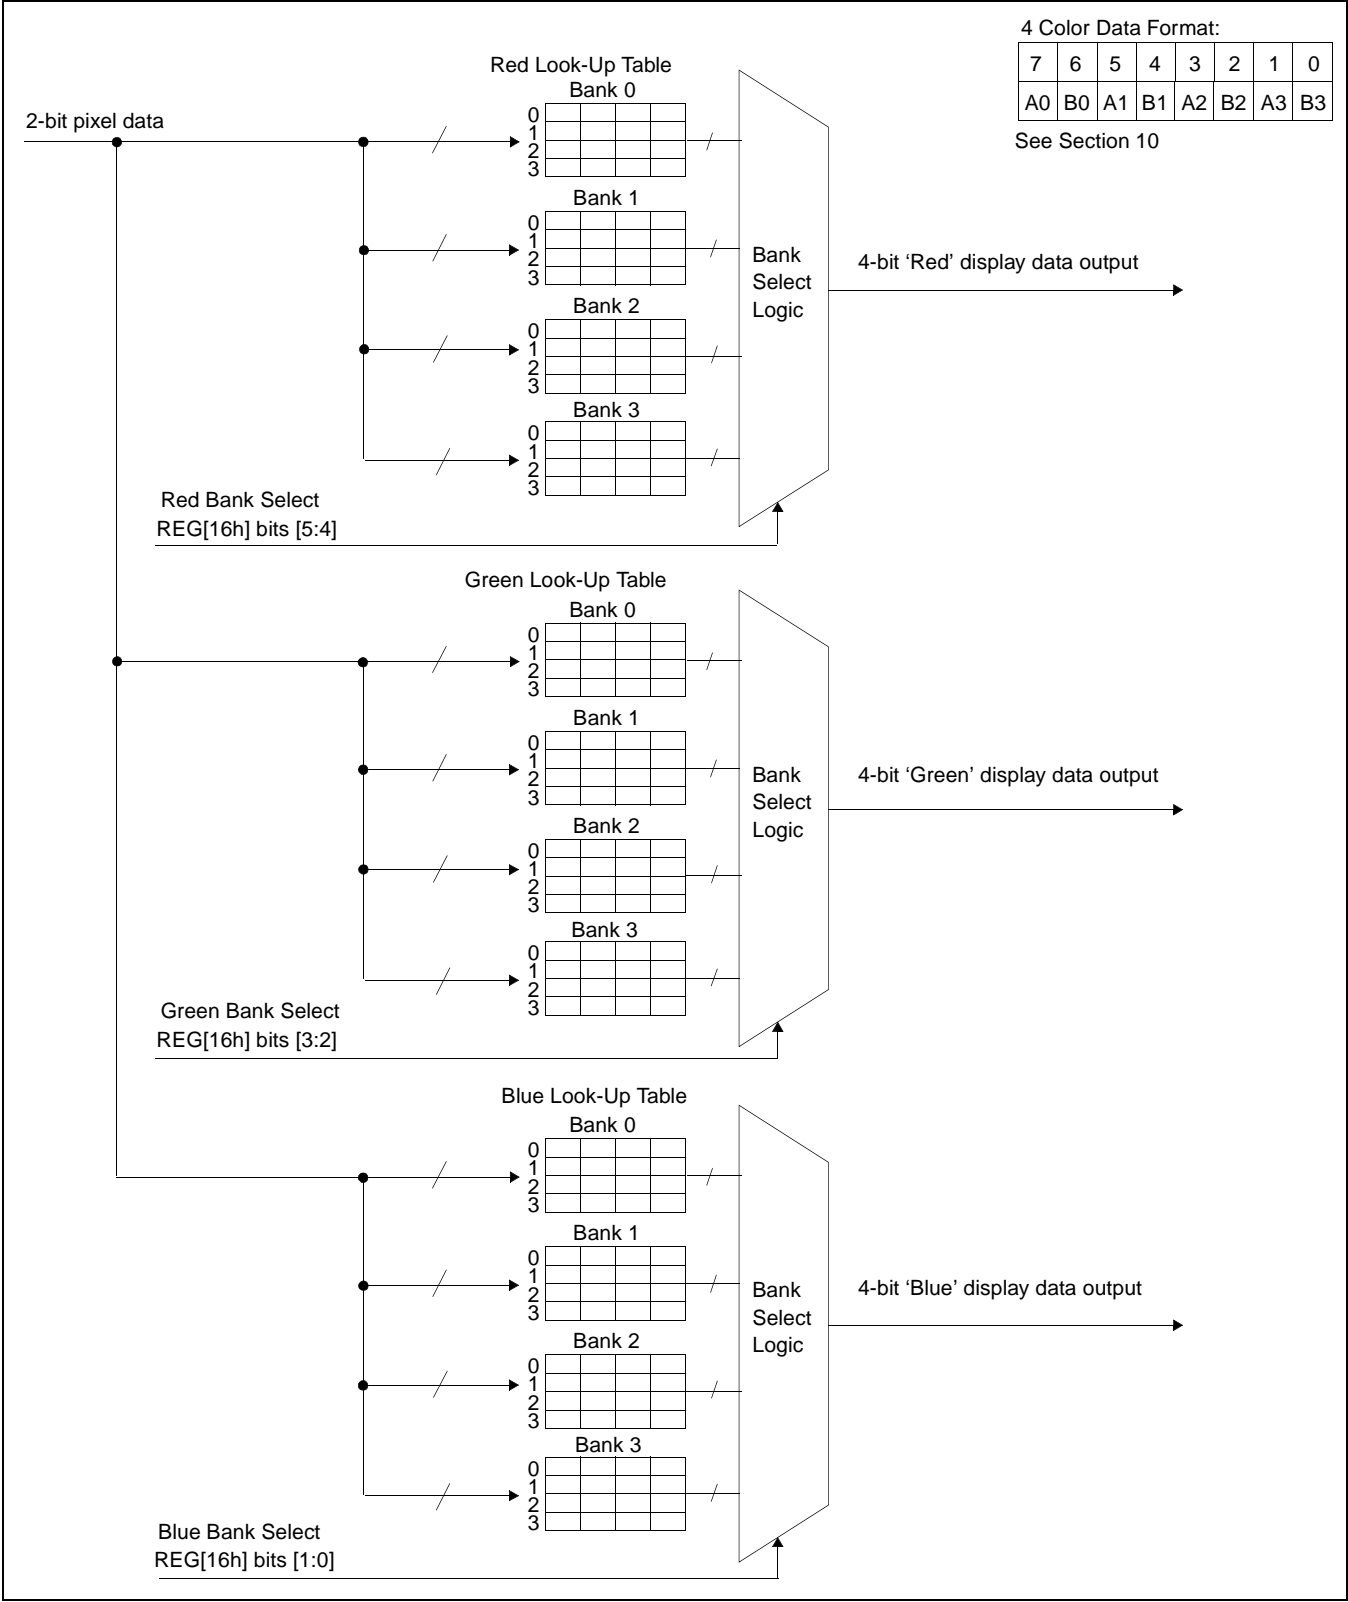 4 Color Data Format:
7 6 5 4 3 2 1 0
A0 B0 A1 B1 A2 B2 A3 B3
See Section 10
2-bit pixel data
Red Look-Up Table
Bank 0
0
1
2
3
Bank 1
0
1
2
3
Bank 2
0
1
2
3
Bank 3
0
1
2
3
Bank
Select
Logic
4-bit ‘Red’ display data output
Red Bank Select
REG[16h] bits [5:4]
Green Look-Up Table
Bank 0
0
1
2
3
Bank 1
0
1
2
3
Bank 2
0
1
2
3
Bank 3
0
1
2
3
Bank
Select
Logic
4-bit ‘Green’ display data output
Green Bank Select
REG[16h] bits [3:2]
Blue Look-Up Table
Bank 0
0
1
2
3
Bank 1
0
1
2
3
Bank 2
0
1
2
3
Bank 3
0
1
2
3
Bank
Select
Logic
4-bit ‘Blue’ display data output
Blue Bank Select
REG[16h] bits [1:0]